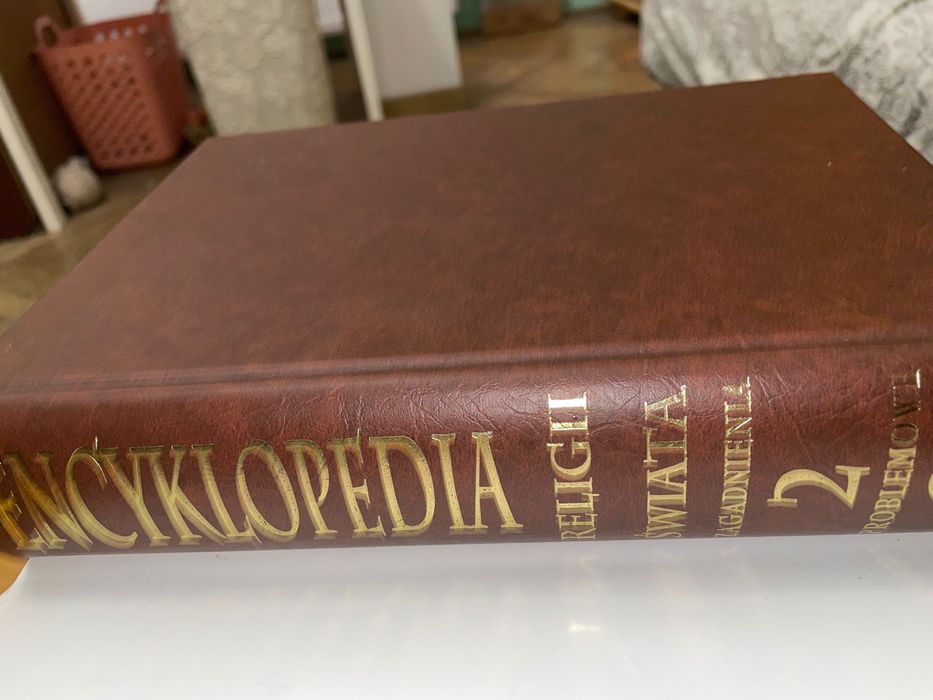 ENCYKLOPEDIA
RELIGII
ŚWIATA
ZAGADNIENIA
2
PROBLEMOWE